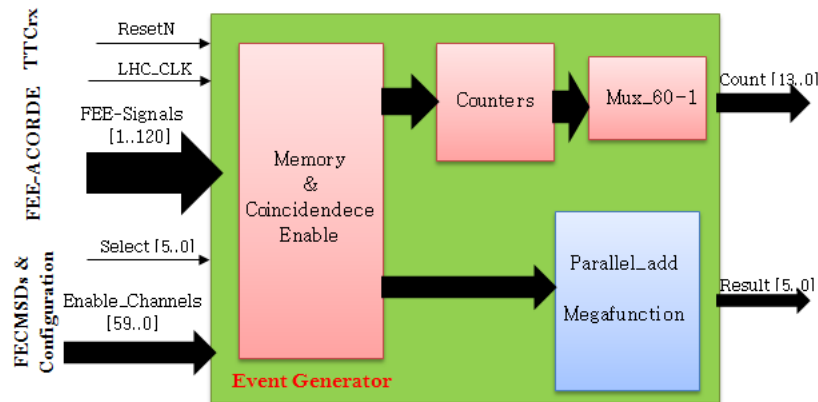 TTCrx
ResetN
LHC_CLK
FEE-ACORDE
FEE-Signals
[1..120]
FECMSDs &
Configuration
Select [5..0]
Enable_Channels
[59..0]
Memory
&
Coincidendece
Enable
Counters
Mux_60-1
Count [13..0]
Parallel_add
Megafunction
Result [5..0]
Event Generator